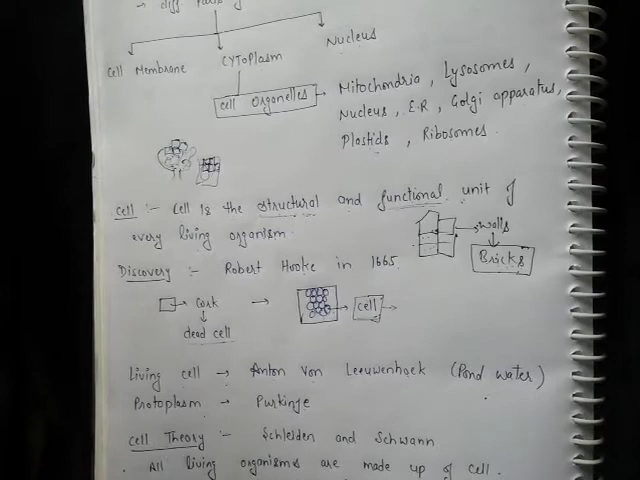 → diff parts of
Cell Membrane Cytoplasm Nucleus
Cell Organelles → Mitochondria, Lysosomes,
Nucleus, E.R, Golgi apparatus,
Plastids, Ribosomes.
Cell :- Cell is the structural and functional unit of
every living organism.
→ walls
Bricks
Discovery :- Robert Hooke in 1665.
→ Cork → → cell →
↓
dead cell
Living cell → Anton Von Leeuwenhoek (Pond water)
Protoplasm → Purkinje
Cell Theory :- Schleiden and Schwann
. All living organisms are made up of cell.